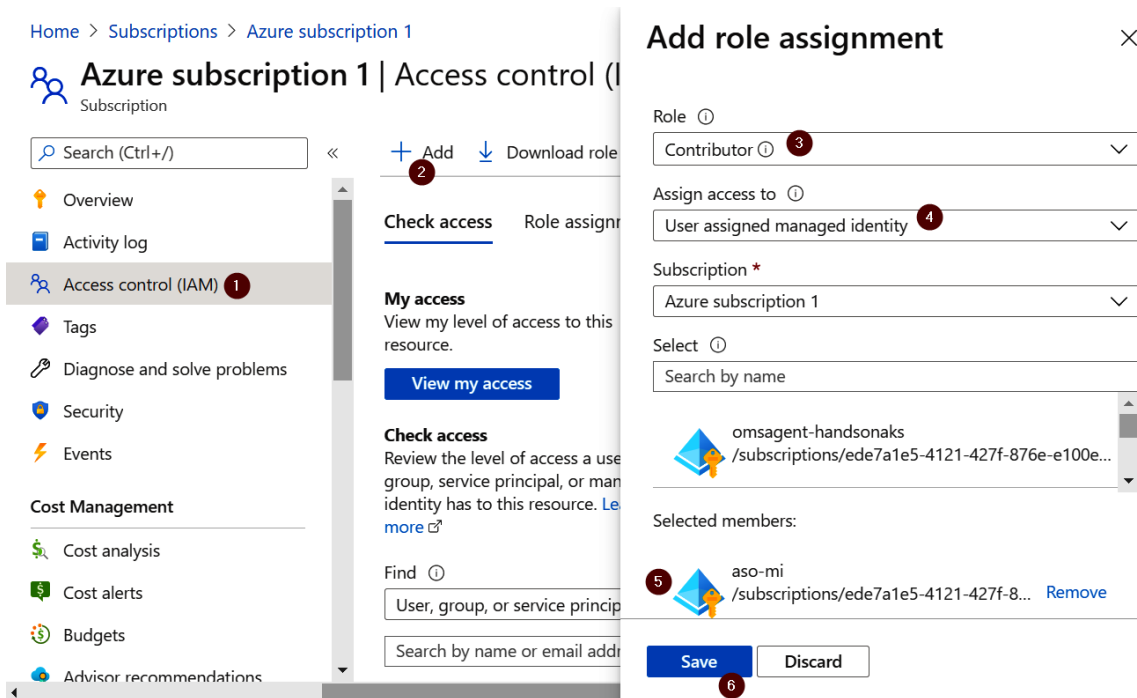 Home > Subscriptions > Azure subscription 1
Azure subscription 1 | Access control (I
Subscription
Search (Ctrl+/)
«
Overview
Activity log
Access control (IAM) 1
Tags
Diagnose and solve problems
Security
Events
Cost Management
Cost analysis
Cost alerts
Budgets
Advisor recommendations
Add
Download role
2
Check access
Role assignm
My access
View my level of access to this
resource.
View my access
Check access
Review the level of access a use
group, service principal, or man
identity has to this resource. Lea
more
Find
User, group, or service princip
Search by name or email addr
Add role assignment
Role
Contributor 3
Assign access to
User assigned managed identity 4
Subscription *
Azure subscription 1
Select
Search by name
omsagent-handsonaks
/subscriptions/ede7a1e5-4121-427f-876e-e100e...
Selected members:
5
aso-mi
/subscriptions/ede7a1e5-4121-427f-8... Remove
Save
Discard
6